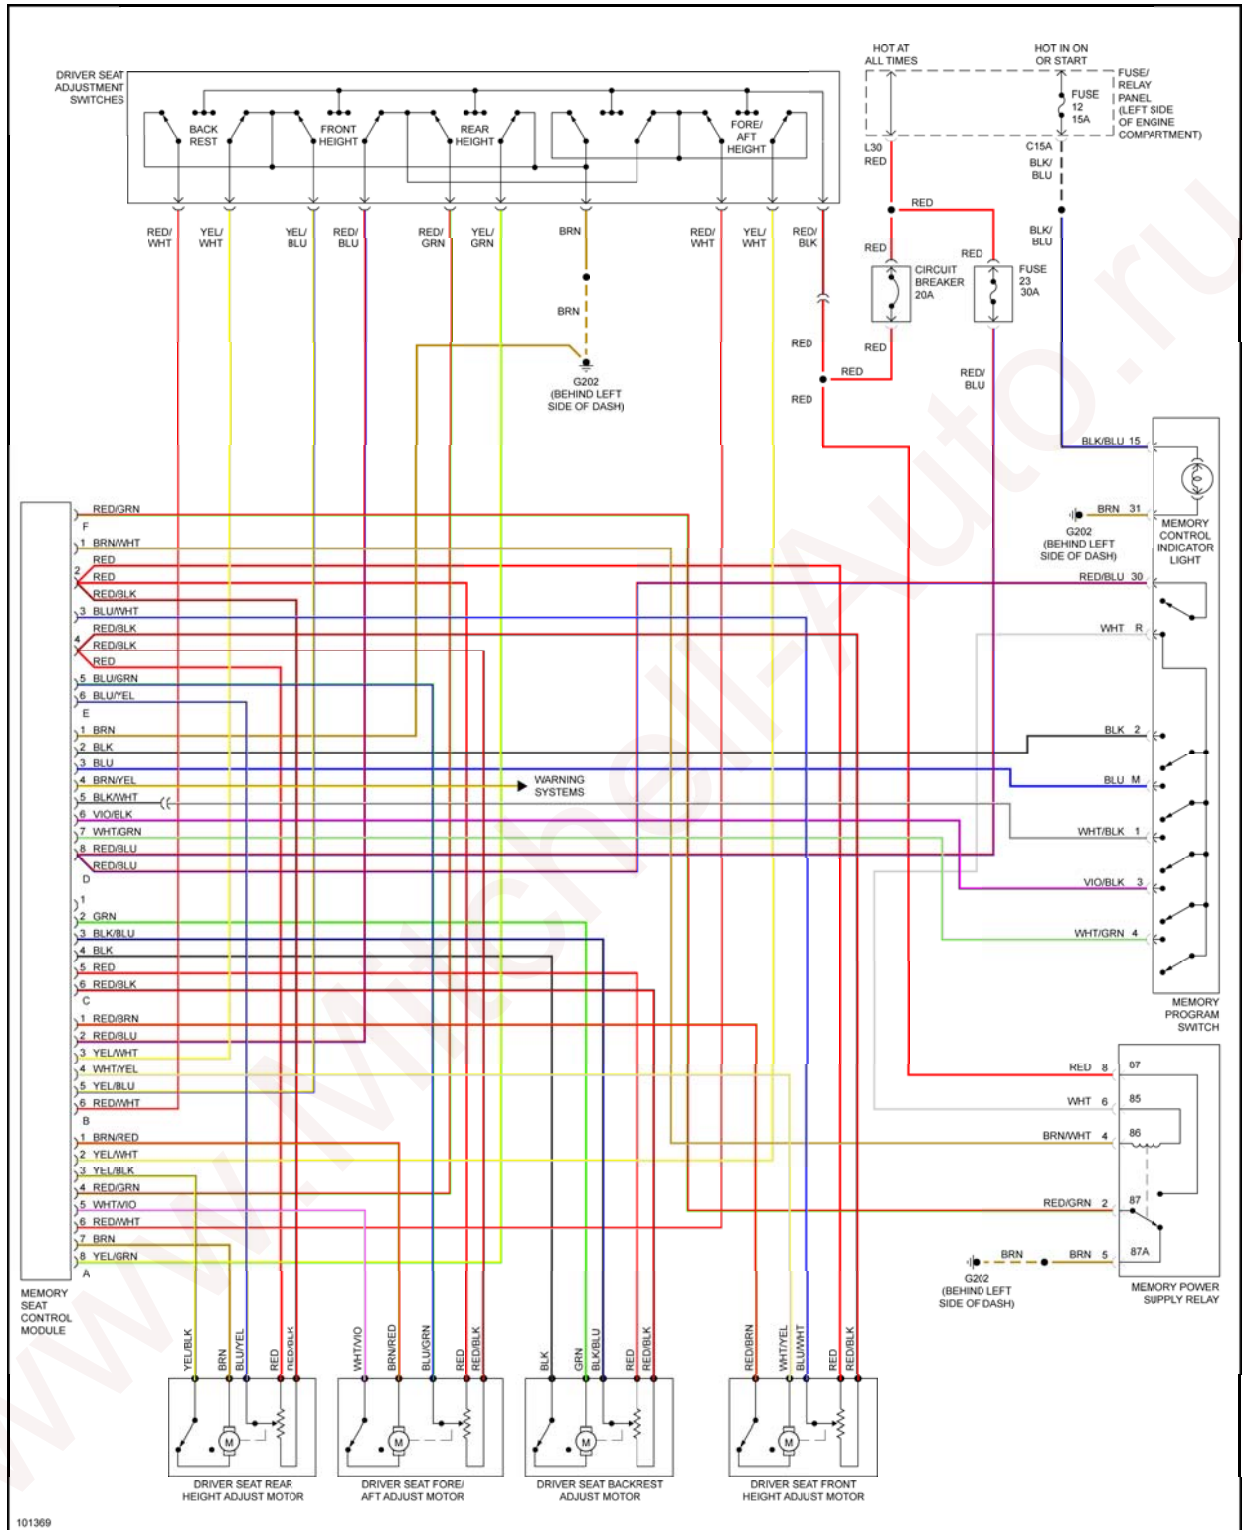 HOT AT
ALL TIMES
HOT IN ON
OR START
DRIVER SEAT
ADJUSTMENT
SWITCHES
FUSE/
RELAY
PANEL
(LEFT SIDE
OF ENGINE
COMPARTMENT)
FUSE
12
15A
BACK
REST
FRONT
HEIGHT
REAR
HEIGHT
FORE/
AFT
HEIGHT
L30
RED
C15A
BLK/
BLU
RED
RED/
WHT
YEL/
WHT
YEL/
BLU
RED/
BLU
RED/
GRN
YEL/
GRN
BRN
RED/
WHT
YEL/
WHT
RED/
BLK
RED
RED
BLK/
BLU
CIRCUIT
BREAKER
20A
FUSE
23
30A
BRN
RED
RED
RED
RED
RED/
BLU
G202
(BEHIND LEFT
SIDE OF DASH)
BLK/BLU 15
BRN 31
G202
(BEHIND LEFT
SIDE OF DASH)
MEMORY
CONTROL
INDICATOR
LIGHT
RED/BLU 30
WHT R
BLK 2
BLU M
WHT/BLK 1
VIO/BLK 3
WHT/GRN 4
MEMORY
PROGRAM
SWITCH
RED/GRN
F
1 BRN/WHT
RED
2
RED
RED/BLK
3 BLU/WHT
RED/BLK
4
RED/BLK
RED
5 BLU/GRN
6 BLU/YEL
E
1 BRN
2 BLK
3 BLU
4 BRN/YEL
WARNING
SYSTEMS
5 BLK/WHT
6 VIO/BLK
7 WHT/GRN
8 RED/BLU
RED/BLU
D
1
2 GRN
3 BLK/BLU
4 BLK
5 RED
6 RED/BLK
C
1 RED/BRN
2 RED/BLU
3 YEL/WHT
4 WHT/YEL
5 YEL/BLU
6 RED/WHT
B
1 BRN/RED
2 YEL/WHT
3 YEL/BLK
4 RED/GRN
5 WHT/VIO
6 RED/WHT
7 BRN
8 YEL/GRN
A
MEMORY
SEAT
CONTROL
MODULE
RED 8 87
WHT 6 85
BRN/WHT 4 86
RED/GRN 2 87
BRN BRN 5 87A
G202
(BEHIND LEFT
SIDE OF DASH)
MEMORY POWER
SUPPLY RELAY
YEL/BLK
BRN
BLU/YEL
RED
RED/BLK
WHT/VIO
BRN/RED
BLU/GRN
RED
RED/BLK
BLK
GRN
BLK/BLU
RED
RED/BLK
RED/BRN
WHT/YEL
BLU/WHT
RED
RED/BLK
M
M
M
M
DRIVER SEAT REAR
HEIGHT ADJUST MOTOR
DRIVER SEAT FORE/
AFT ADJUST MOTOR
DRIVER SEAT BACKREST
ADJUST MOTOR
DRIVER SEAT FRONT
HEIGHT ADJUST MOTOR
101369
www.Mitchell-Auto.ru